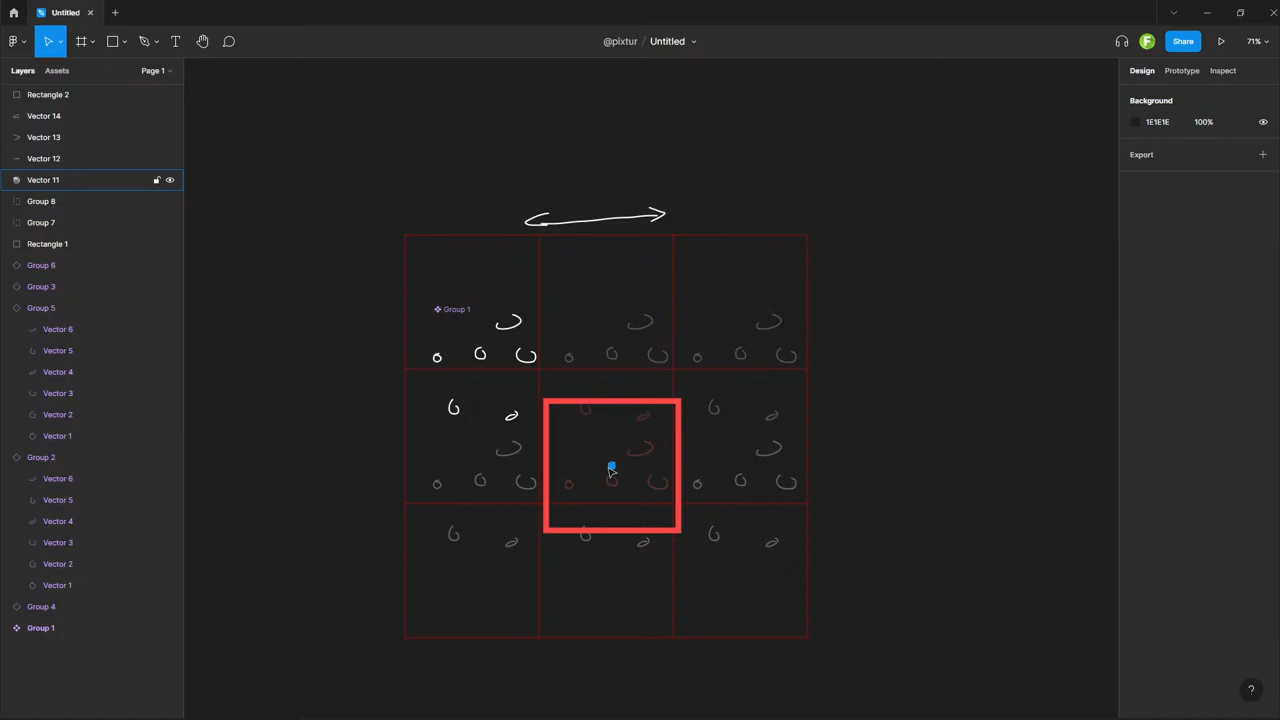 Untitled
@pixtur / Untitled
F
Share
71%
Layers
Assets
Page 1
Design
Prototype
Inspect
Rectangle 2
Vector 14
Vector 13
Vector 12
Vector 11
Group 8
Group 7
Rectangle 1
Group 6
Group 3
Group 5
Vector 6
Vector 5
Vector 4
Vector 3
Vector 2
Vector 1
Group 2
Vector 6
Vector 5
Vector 4
Vector 3
Vector 2
Vector 1
Group 4
Group 1
Group 1
Background
1E1E1E 100%
Export
?